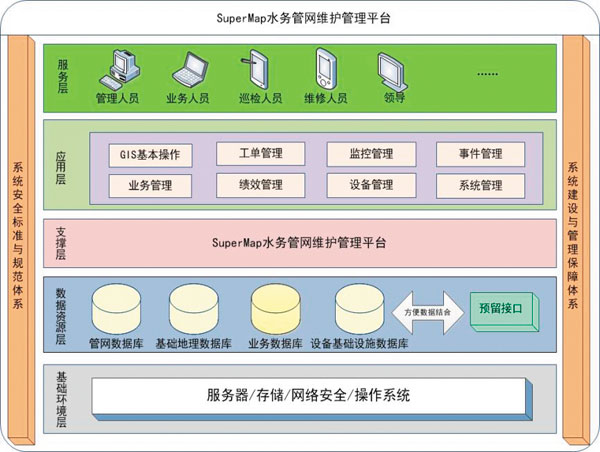 SuperMap水务管网维护管理平台
系统安全标准与规范体系
服务层
管理人员
业务人员
巡检人员
维修人员
领导
......
应用层
GIS基本操作
工单管理
监控管理
事件管理
业务管理
绩效管理
设备管理
系统管理
支撑层
SuperMap水务管网维护管理平台
数据资源层
管网数据库
基础地理数据库
业务数据库
设备基础设施数据库
方便数据结合
预留接口
基础环境层
服务器/存储/网络安全/操作系统
系统建设与管理保障体系